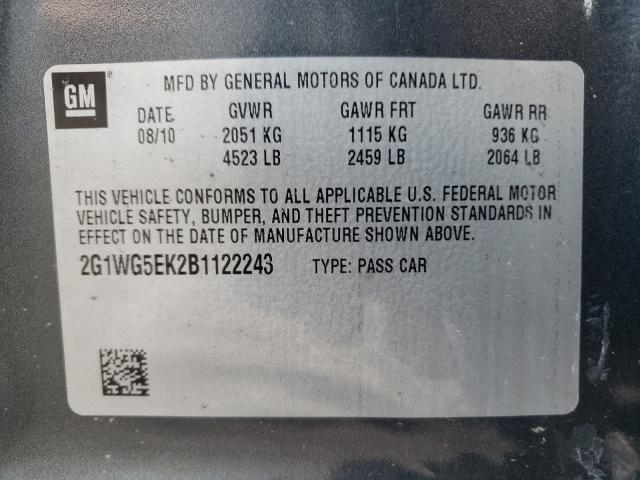 GM
®
MFD BY GENERAL MOTORS OF CANADA LTD.
DATE GVWR GAWR FRT GAWR RR
08/10 2051 KG 1115 KG 936 KG
4523 LB 2459 LB 2064 LB
THIS VEHICLE CONFORMS TO ALL APPLICABLE U.S. FEDERAL MOTOR
VEHICLE SAFETY, BUMPER, AND THEFT PREVENTION STANDARDS IN
EFFECT ON THE DATE OF MANUFACTURE SHOWN ABOVE.
2G1WG5EK2B1122243 TYPE: PASS CAR